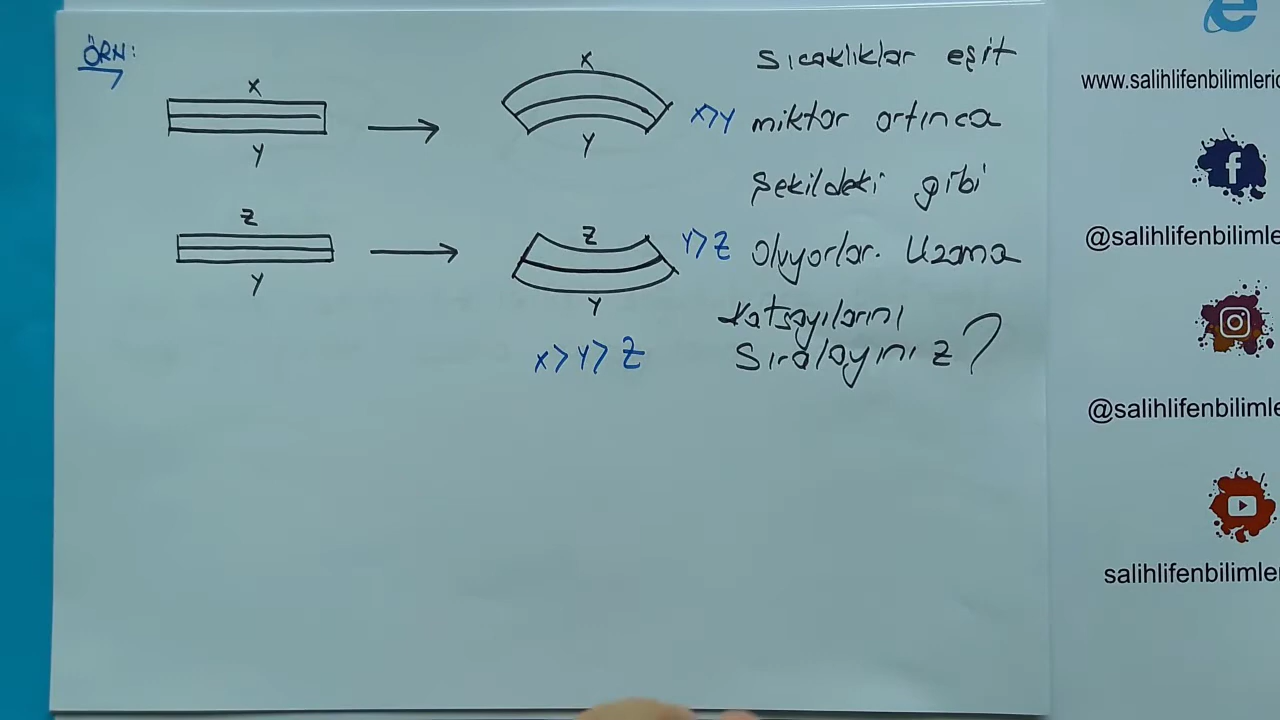 ÖRN:
X
Y
X
Y
X>Y
Z
Y
Z
Y
Y>Z
X>Y>Z
Sıcaklıklar eşit
miktar artınca
şekildeki gibi
oluyorlar. Uzama
katsayılarını
Sıralayınız?
www.salihlifenbilimleri
@salihlifenbilimle
@salihlifenbilimle
salihlifenbilimle